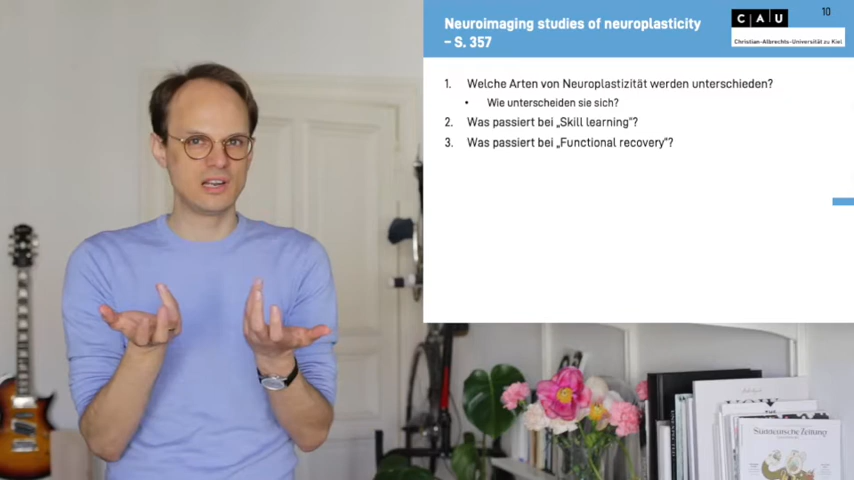 Neuroimaging studies of neuroplasticity
– S. 357
C A U
Christian-Albrechts-Universität zu Kiel
10
1. Welche Arten von Neuroplastizität werden unterschieden?
• Wie unterscheiden sie sich?
2. Was passiert bei „Skill learning“?
3. Was passiert bei „Functional recovery“?
Süddeutsche Zeitung